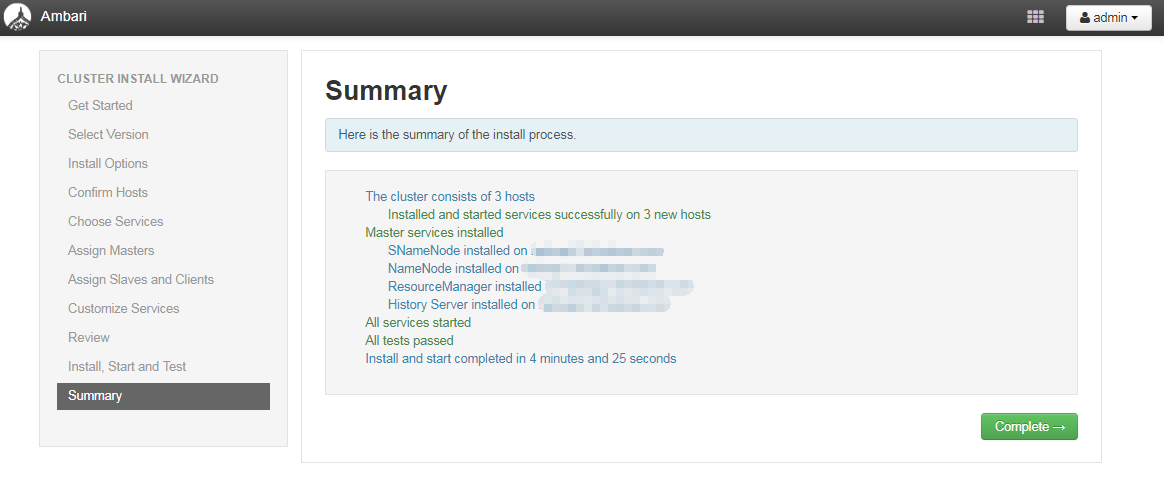 Ambari
admin
CLUSTER INSTALL WIZARD
Get Started
Select Version
Install Options
Confirm Hosts
Choose Services
Assign Masters
Assign Slaves and Clients
Customize Services
Review
Install, Start and Test
Summary
Summary
Here is the summary of the install process.
The cluster consists of 3 hosts
Installed and started services successfully on 3 new hosts
Master services installed
SNameNode installed on
NameNode installed on
ResourceManager installed
History Server installed on
All services started
All tests passed
Install and start completed in 4 minutes and 25 seconds
Complete →